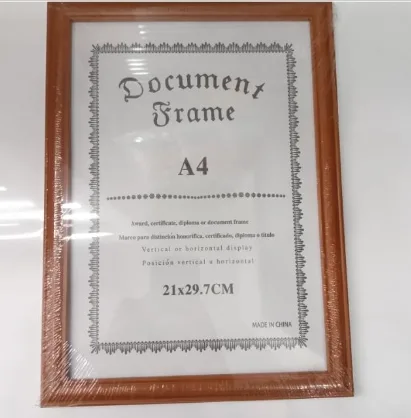 Document
Frame
A4
Award, certificate, diploma or document frame
Marco para distinción honorífica, certificado, diploma o título
Vertical or horizontal display
Posición vertical u horizontal
21x29.7CM
MADE IN CHINA